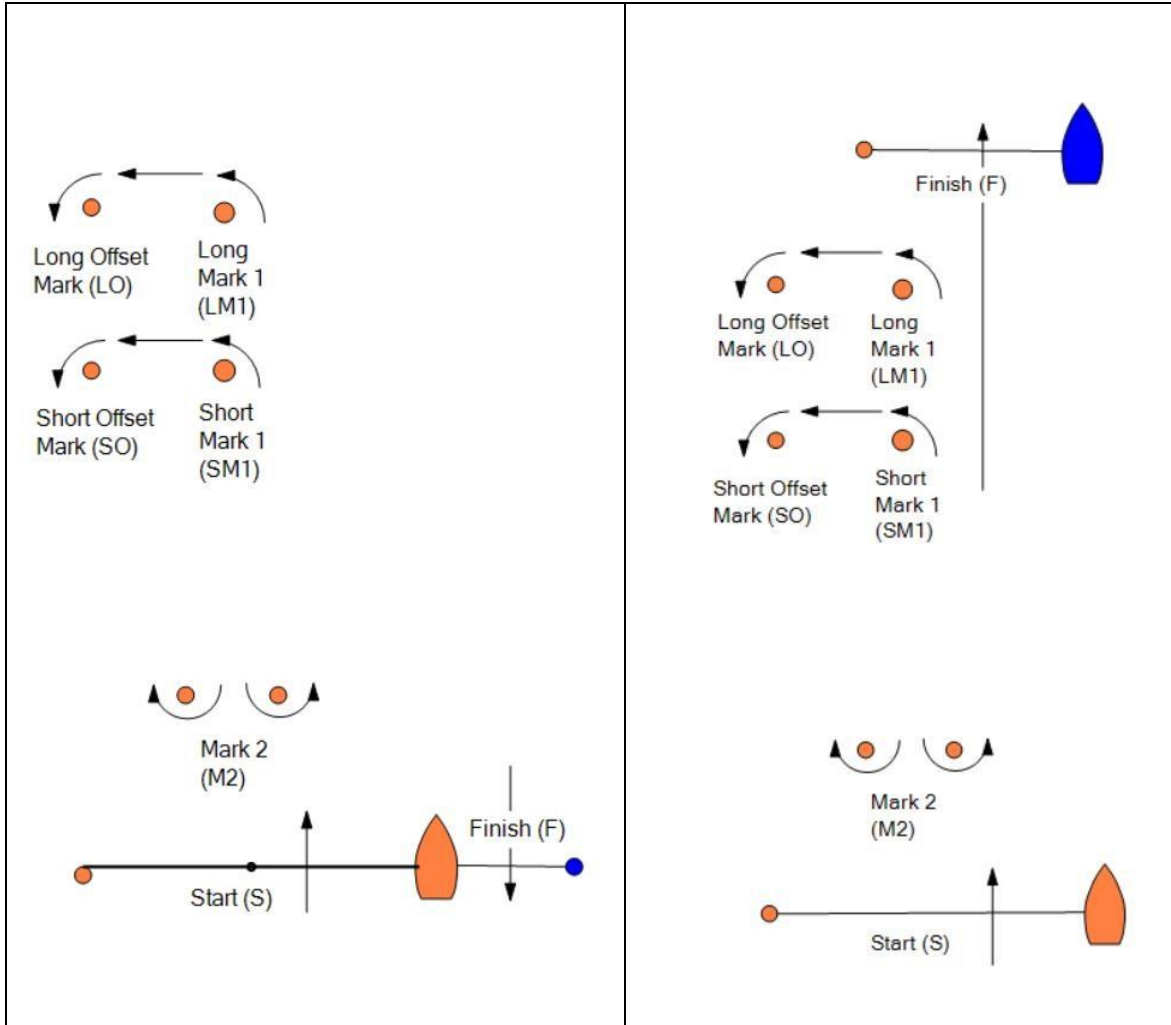 Long Offset
Mark (LO)
Long
Mark 1
(LM1)
Short Offset
Mark (SO)
Short
Mark 1
(SM1)
Mark 2
(M2)
Finish (F)
Start (S)
Finish (F)
Long Offset
Mark (LO)
Long
Mark 1
(LM1)
Short Offset
Mark (SO)
Short
Mark 1
(SM1)
Mark 2
(M2)
Start (S)